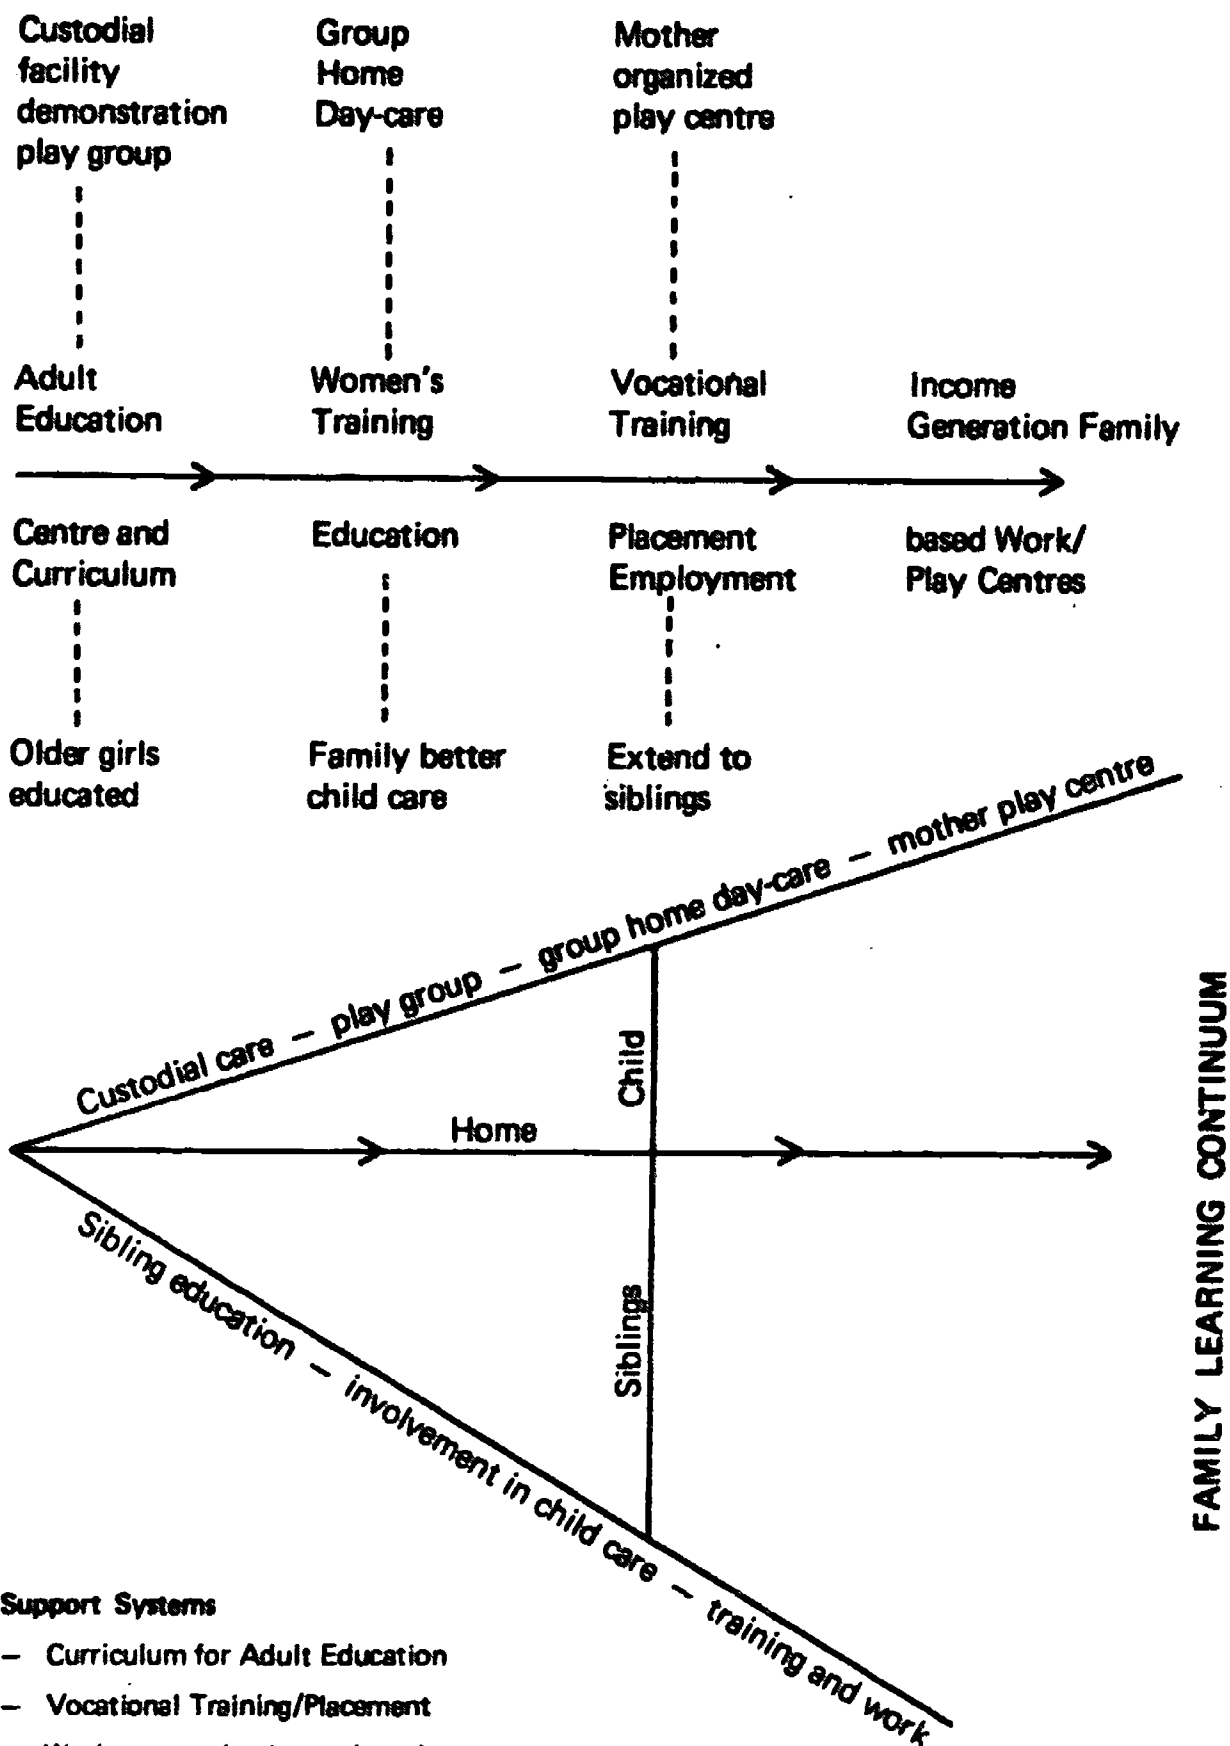 Custodial
facility
demonstration
play group
Group
Home
Day-care
Mother
organized
play centre
Adult
Education
Women's
Training
Vocational
Training
Income
Generation Family
Centre and
Curriculum
Education
Placement
Employment
based Work/
Play Centres
Older girls
educated
Family better
child care
Extend to
siblings
Custodial care – play group – group home day-care – mother play centre
Child
Home
Siblings
Sibling education – involvement in child care – training and work
FAMILY LEARNING CONTINUUM
Support Systems
– Curriculum for Adult Education
– Vocational Training/Placement